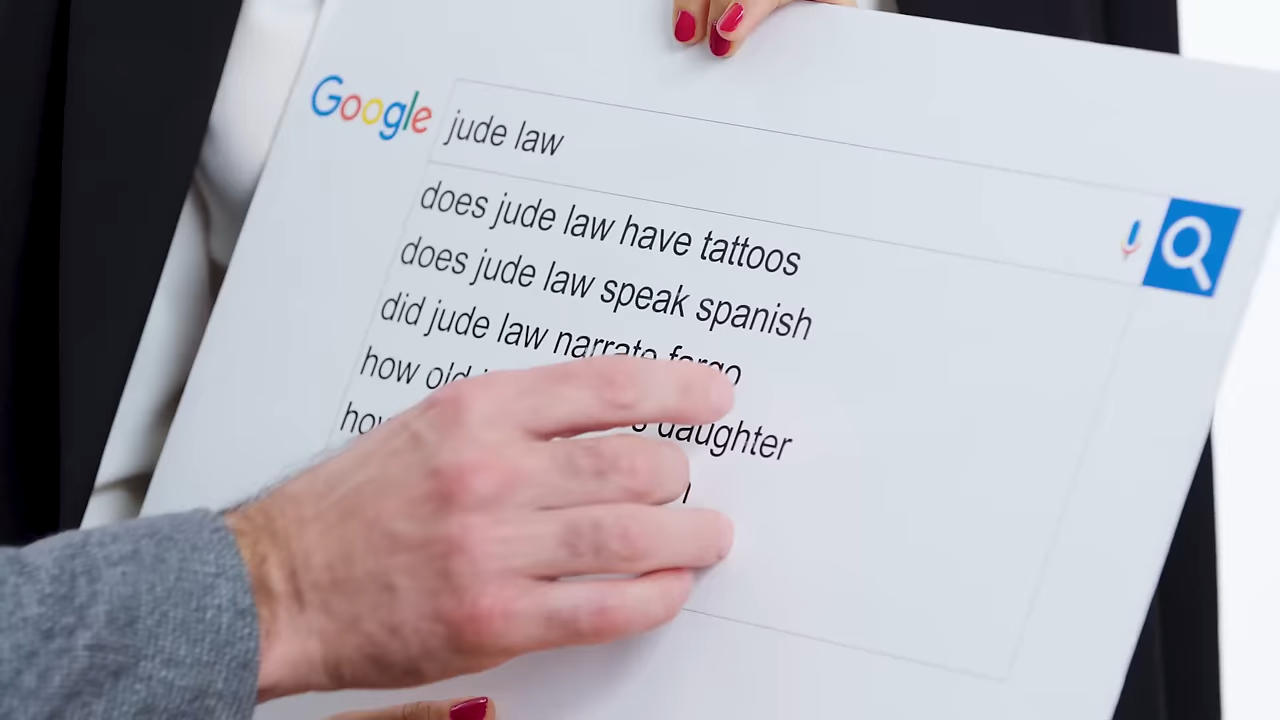 Google
jude law
does jude law have tattoos
does jude law speak spanish
did jude law narrate fargo
how old daughter